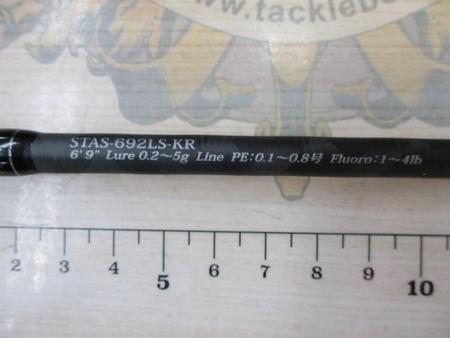 www.tackleb
STAS-692LS-KR
6'9" Lure 0.2～5g Line PE:0.1～0.8号 Fluoro:1～4lb
2 3 4 5 6 7 8 9 10